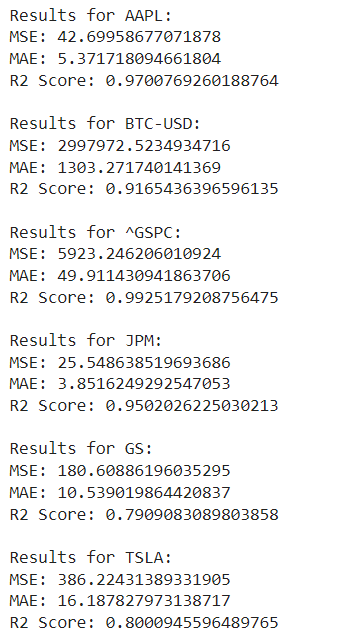 Results for AAPL:
MSE: 42.69958677071878
MAE: 5.371718094661804
R2 Score: 0.9700769260188764
Results for BTC-USD:
MSE: 2997972.5234934716
MAE: 1303.271740141369
R2 Score: 0.9165436396596135
Results for ^GSPC:
MSE: 5923.246206010924
MAE: 49.911430941863706
R2 Score: 0.9925179208756475
Results for JPM:
MSE: 25.548638519693686
MAE: 3.8516249292547053
R2 Score: 0.9502026225030213
Results for GS:
MSE: 180.60886196035295
MAE: 10.539019864420837
R2 Score: 0.7909083089803858
Results for TSLA:
MSE: 386.22431389331905
MAE: 16.187827973138717
R2 Score: 0.8000945596489765